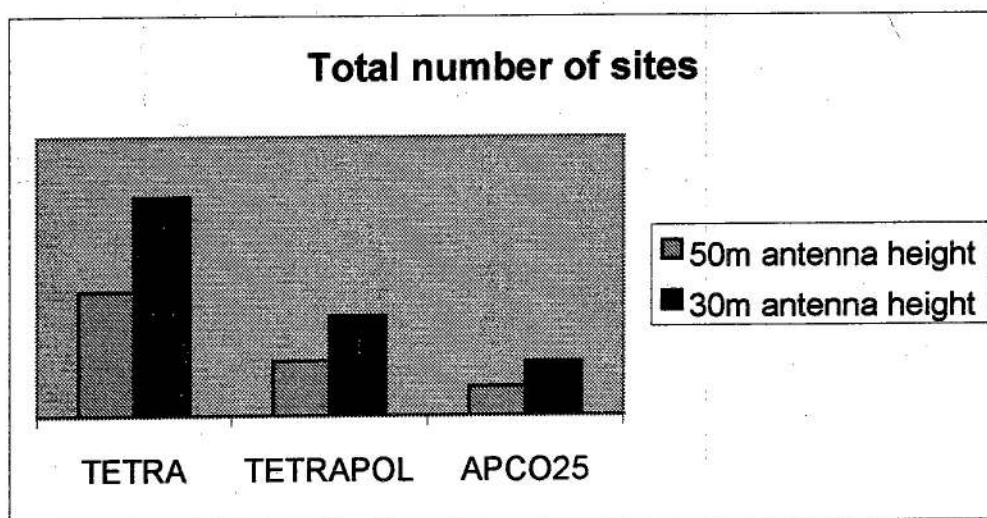 Total number of sites
50m antenna height
30m antenna height
TETRA TETRAPOL APCO25